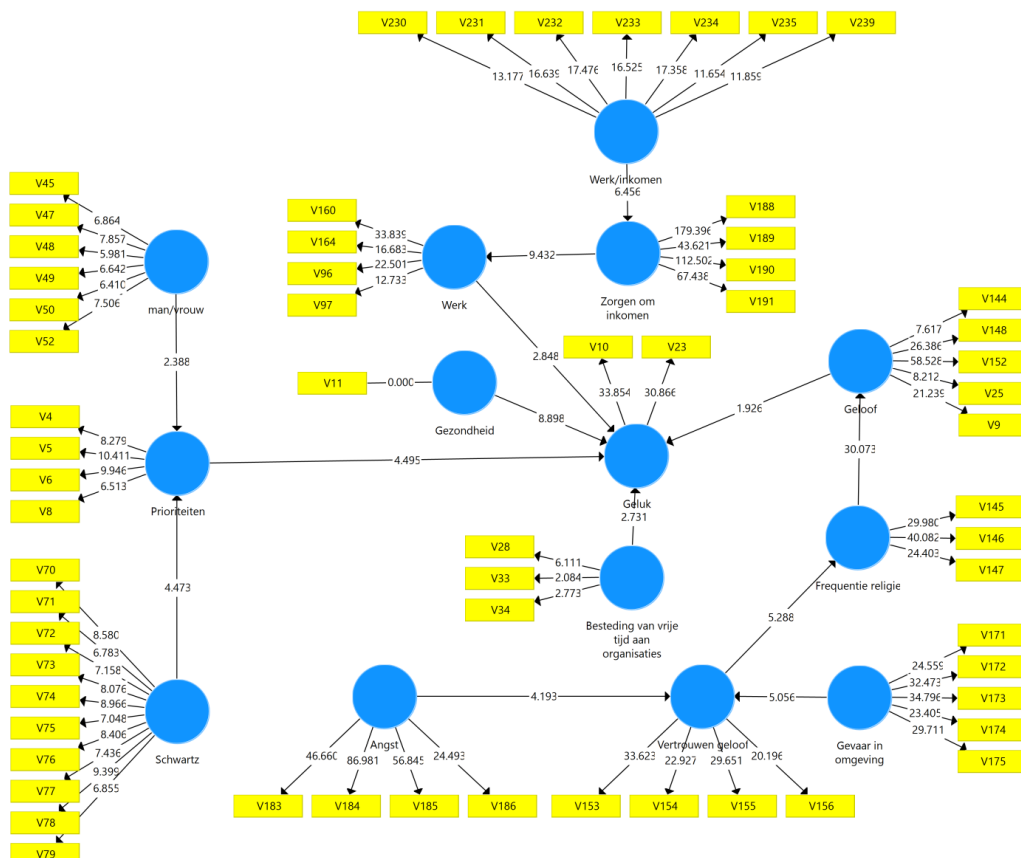 V230
V231
V232
V233
V234
V235
V239
13.177
16.639
17.476
16.525
17.358
11.654
11.859
Werk/inkomen
6.456
V45
V47
V48
V49
V50
V52
6.864
7.857
5.981
6.642
6.410
7.506
man/vrouw
2.388
V160
V164
V96
V97
33.839
16.683
22.501
12.733
Werk
9.432
Zorgen om
inkomen
179.396
43.621
112.502
67.438
V188
V189
V190
V191
2.848
V10
V23
33.854
30.866
V11
0.000
Gezondheid
8.898
1.926
Geloof
7.617
26.386
58.528
8.212
21.239
V144
V148
V152
V25
V9
V4
V5
V6
V8
8.279
10.411
9.946
6.513
Prioriteiten
4.495
Geluk
2.731
30.073
4.473
V28
V33
V34
6.111
2.084
2.773
Besteding van vrije
tijd aan
organisaties
Frequentie religie
29.980
40.082
24.403
V145
V146
V147
5.288
V70
V71
V72
V73
V74
V75
V76
V77
V78
V79
8.580
6.783
7.158
8.076
8.966
7.048
8.406
7.436
9.399
6.855
Schwartz
Angst
4.193
Vertrouwen geloof
5.056
Gevaar in
omgeving
24.559
32.473
34.796
23.405
29.711
V171
V172
V173
V174
V175
46.660
86.981
56.845
24.493
33.623
22.927
29.651
20.196
V183
V184
V185
V186
V153
V154
V155
V156